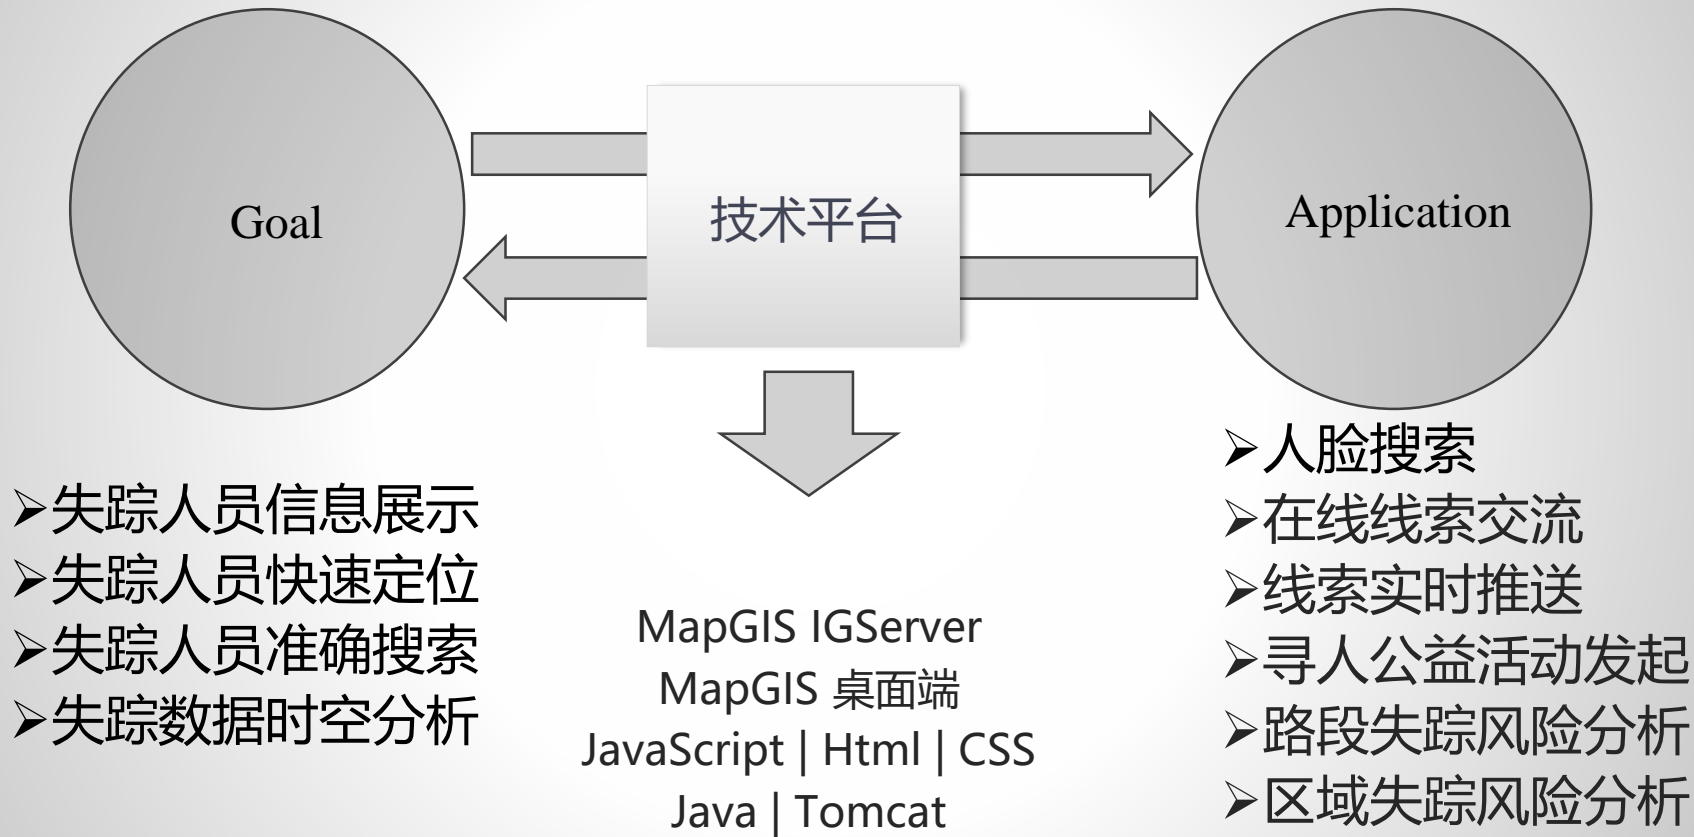 Goal
技术平台
Application
➢失踪人员信息展示
➢失踪人员快速定位
➢失踪人员准确搜索
➢失踪数据时空分析
MapGIS IGServer
MapGIS 桌面端
JavaScript | Html | CSS
Java | Tomcat
➢人脸搜索
➢在线线索交流
➢线索实时推送
➢寻人公益活动发起
➢路段失踪风险分析
➢区域失踪风险分析